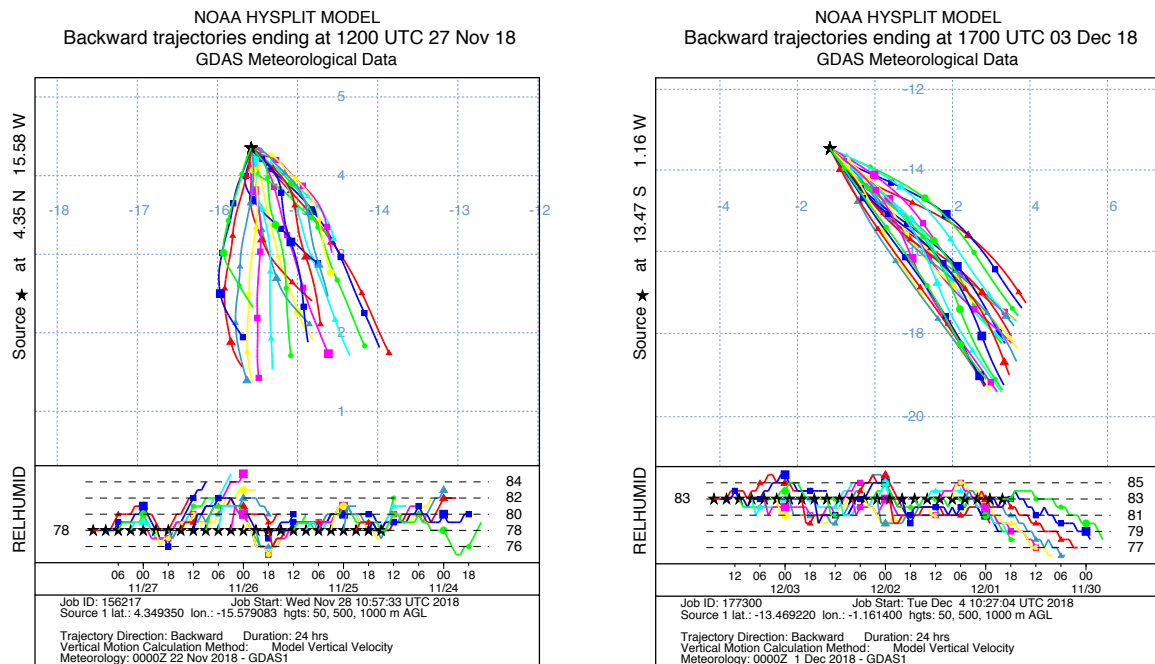 NOAA HYSPLIT MODEL
Backward trajectories ending at 1200 UTC 27 Nov 18
GDAS Meteorological Data
Source ★ at 4.35 N 15.58 W
5
4
3
2
1
-18
-17
-16
-15
-14
-13
-12
RELHUMID
78
84
82
80
78
76
06 00 18 12 06 00 18 12 06 00 18 12 06 00 18
11/27 11/26 11/25 11/24
Job ID: 156217 Job Start: Wed Nov 28 10:57:33 UTC 2018
Source 1 lat.: 4.349350 lon.: -15.579083 hgts: 50, 500, 1000 m AGL
Trajectory Direction: Backward Duration: 24 hrs
Vertical Motion Calculation Method: Model Vertical Velocity
Meteorology: 0000Z 22 Nov 2018 - GDAS1
NOAA HYSPLIT MODEL
Backward trajectories ending at 1700 UTC 03 Dec 18
GDAS Meteorological Data
Source ★ at 13.47 S 1.16 W
-12
-14
-16
-18
-20
-4
-2
2
4
6
RELHUMID
83
85
83
81
79
77
12 06 00 18 12 06 00 18 12 06 00 18 12 06 00
12/03 12/02 12/01 11/30
Job ID: 177300 Job Start: Tue Dec 4 10:27:04 UTC 2018
Source 1 lat.: -13.469220 lon.: -1.161400 hgts: 50, 500, 1000 m AGL
Trajectory Direction: Backward Duration: 24 hrs
Vertical Motion Calculation Method: Model Vertical Velocity
Meteorology: 0000Z 1 Dec 2018 - GDAS1